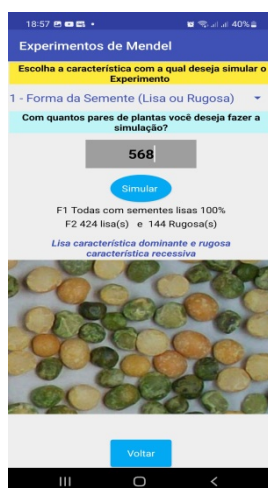 18:57
40%
Experimentos de Mendel
Escolha a característica com a qual deseja simular o
Experimento
1 - Forma da Semente (Lisa ou Rugosa)
Com quantos pares de plantas você deseja fazer a
simulação?
568
Simular
F1 Todas com sementes lisas 100%
F2 424 lisa(s) e 144 Rugosa(s)
Lisa característica dominante e rugosa
característica recessiva
Voltar